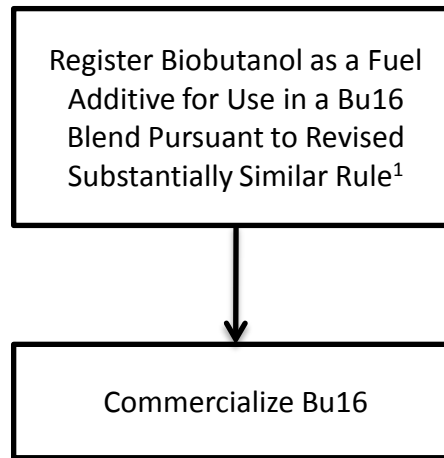 Register Biobutanol as a Fuel
Additive for Use in a Bu16
Blend Pursuant to Revised
Substantially Similar Rule¹
Commercialize Bu16